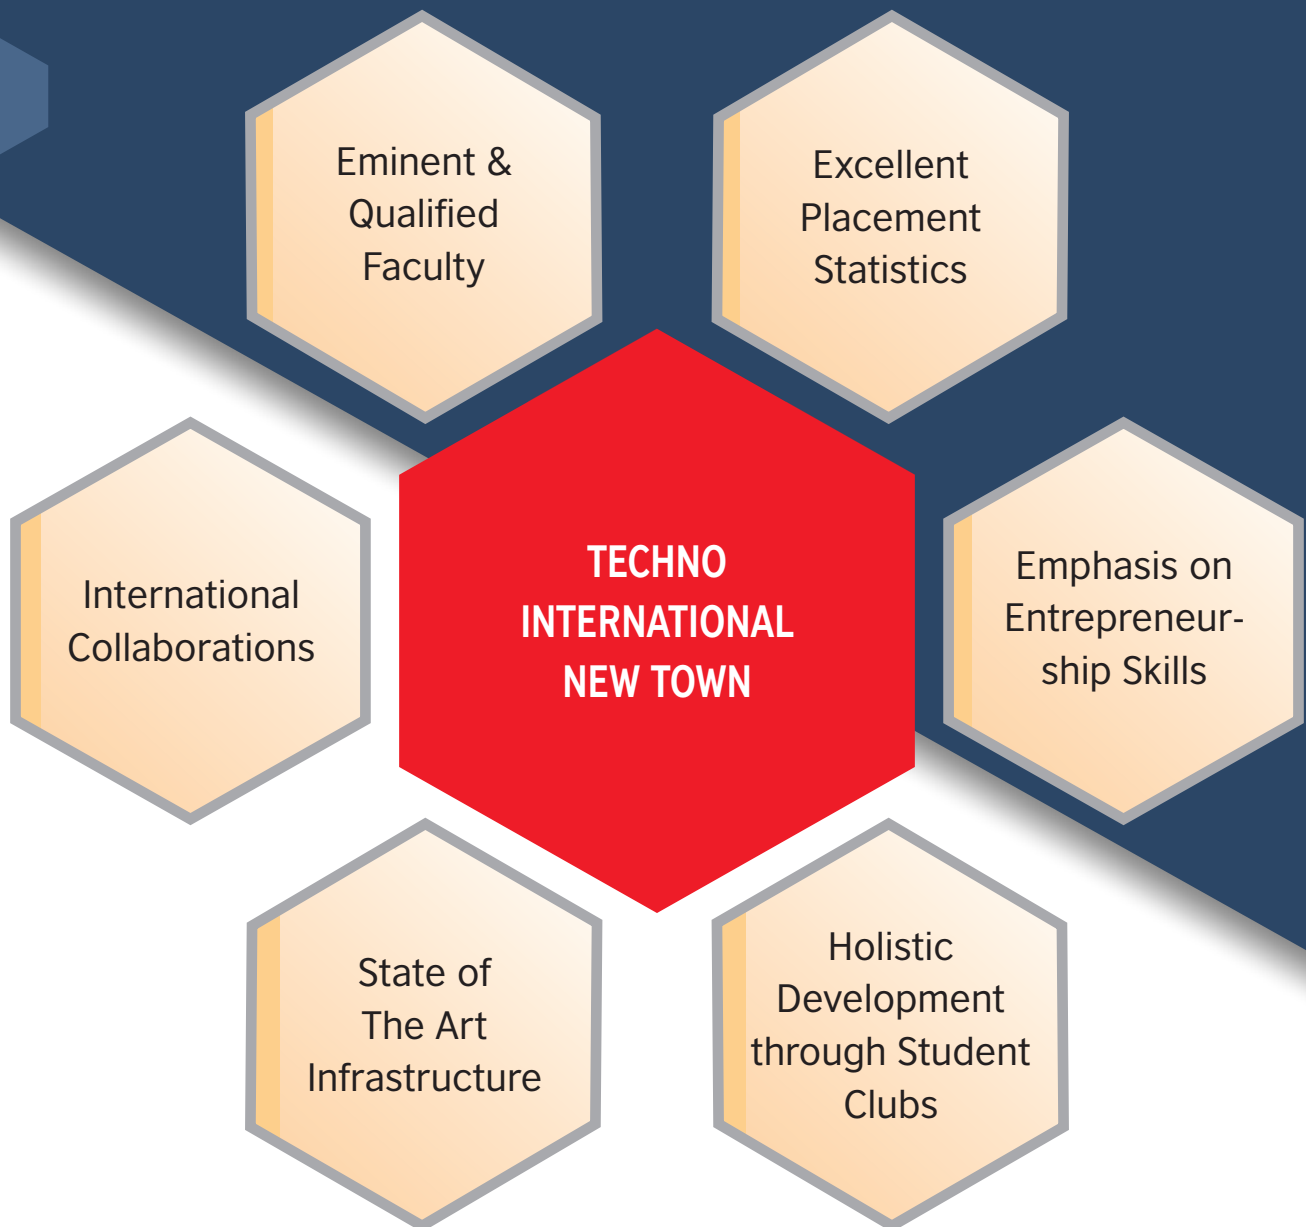 Eminent &
Qualified
Faculty
Excellent
Placement
Statistics
International
Collaborations
TECHNO
INTERNATIONAL
NEW TOWN
Emphasis on
Entrepreneur-
ship Skills
State of
The Art
Infrastructure
Holistic
Development
through Student
Clubs